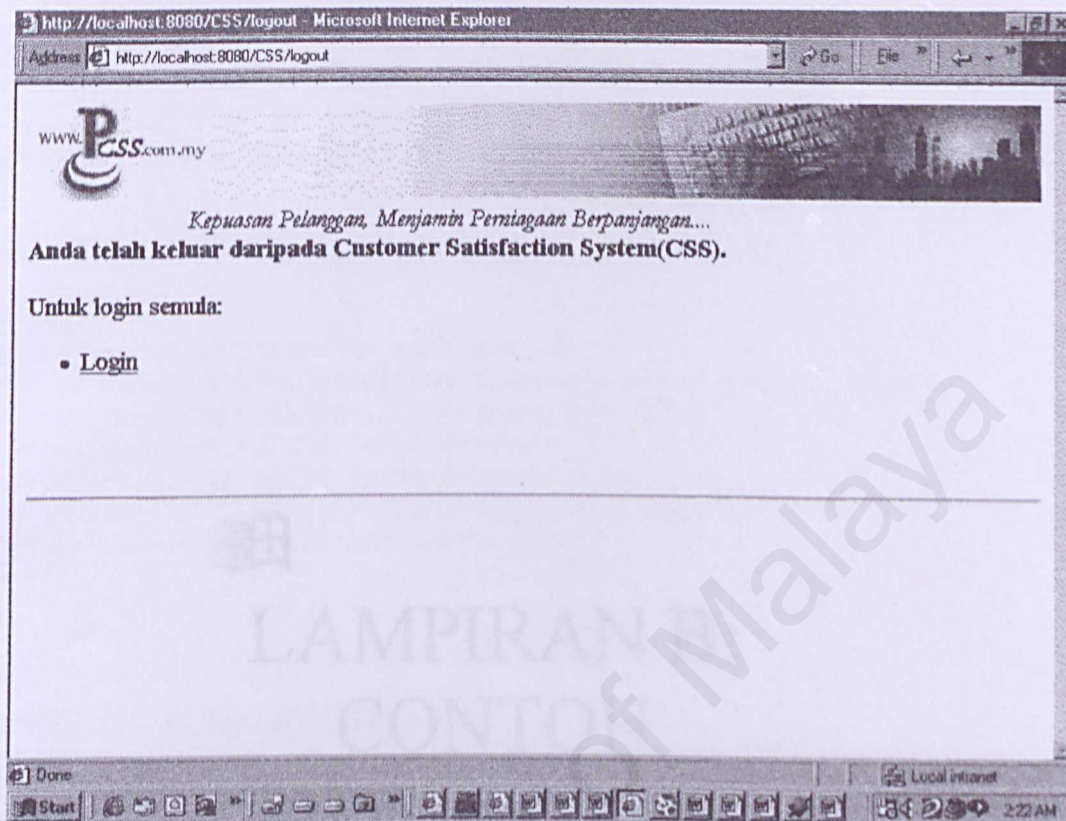 http://localhost:8080/CSS/logout - Microsoft Internet Explorer
Address http://localhost:8080/CSS/logout Go File »
www.PCSS.com.my
Kepuasan Pelanggan, Menjamin Perniagaan Berpanjangan....
Anda telah keluar daripada Customer Satisfaction System(CSS).
Untuk login semula:
• Login
LAMPIRAN B
CONTOH
of Malaya
Done Local intranet
Start 2:22 AM